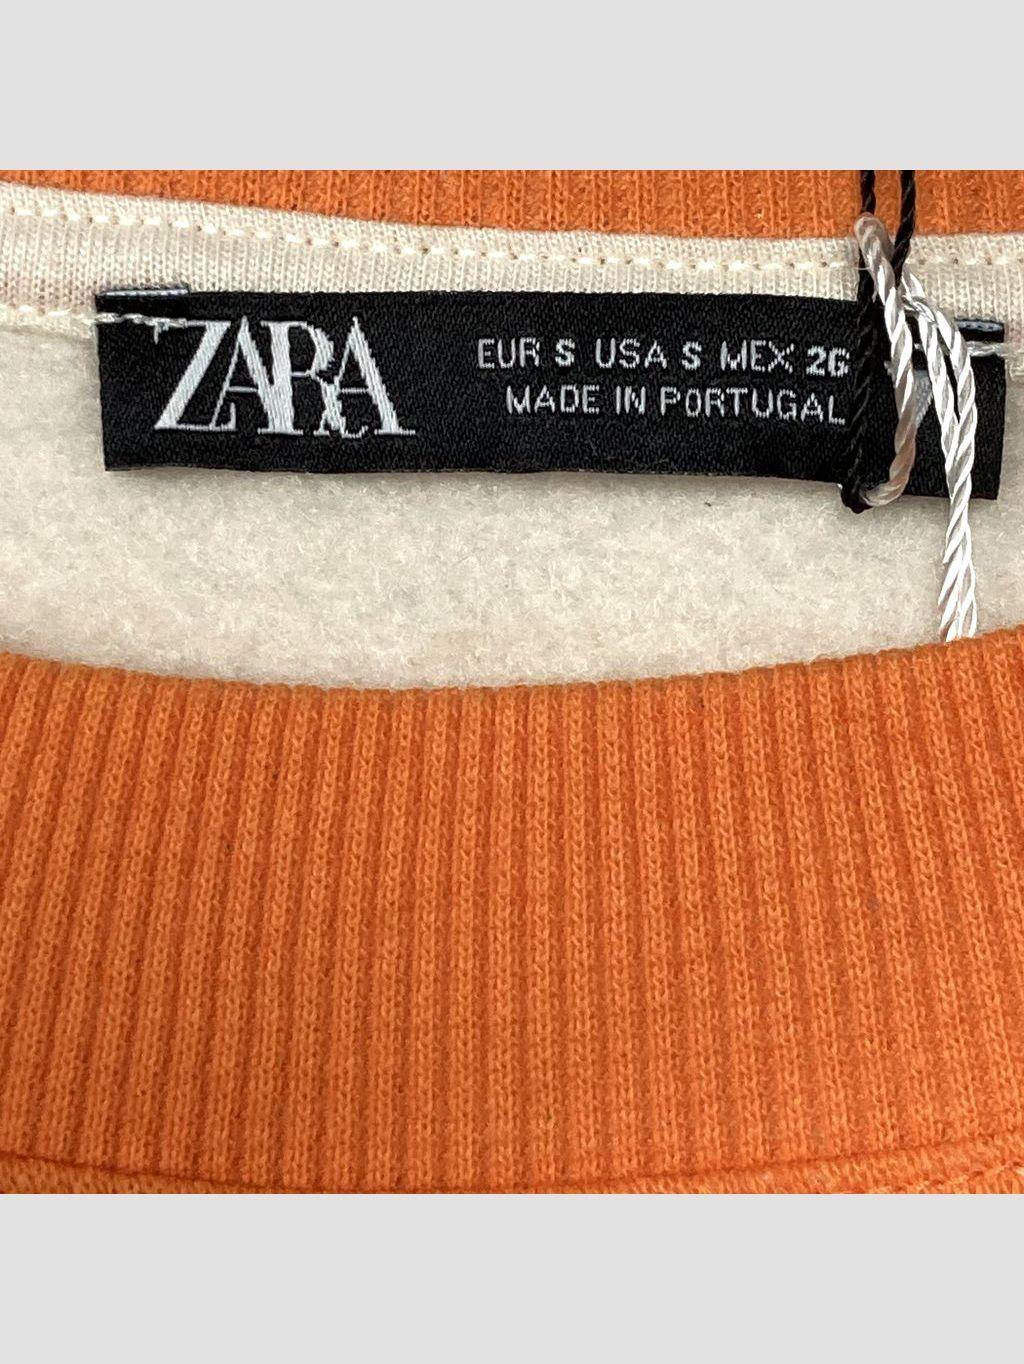 ZARA
EUR S USA S MEX 26
MADE IN PORTUGAL